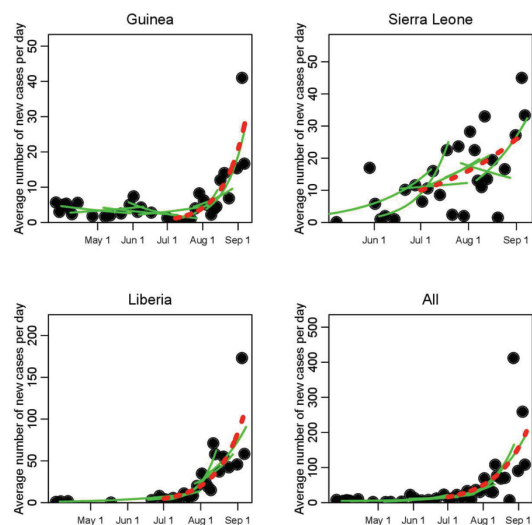 Guinea
Average number of new cases per day
0 10 20 30 40 50
May 1 Jun 1 Jul 1 Aug 1 Sep 1
Sierra Leone
Average number of new cases per day
0 10 20 30 40 50
Jun 1 Jul 1 Aug 1 Sep 1
Liberia
Average number of new cases per day
0 50 100 150 200
May 1 Jun 1 Jul 1 Aug 1 Sep 1
All
Average number of new cases per day
0 100 200 300 400 500
May 1 Jun 1 Jul 1 Aug 1 Sep 1